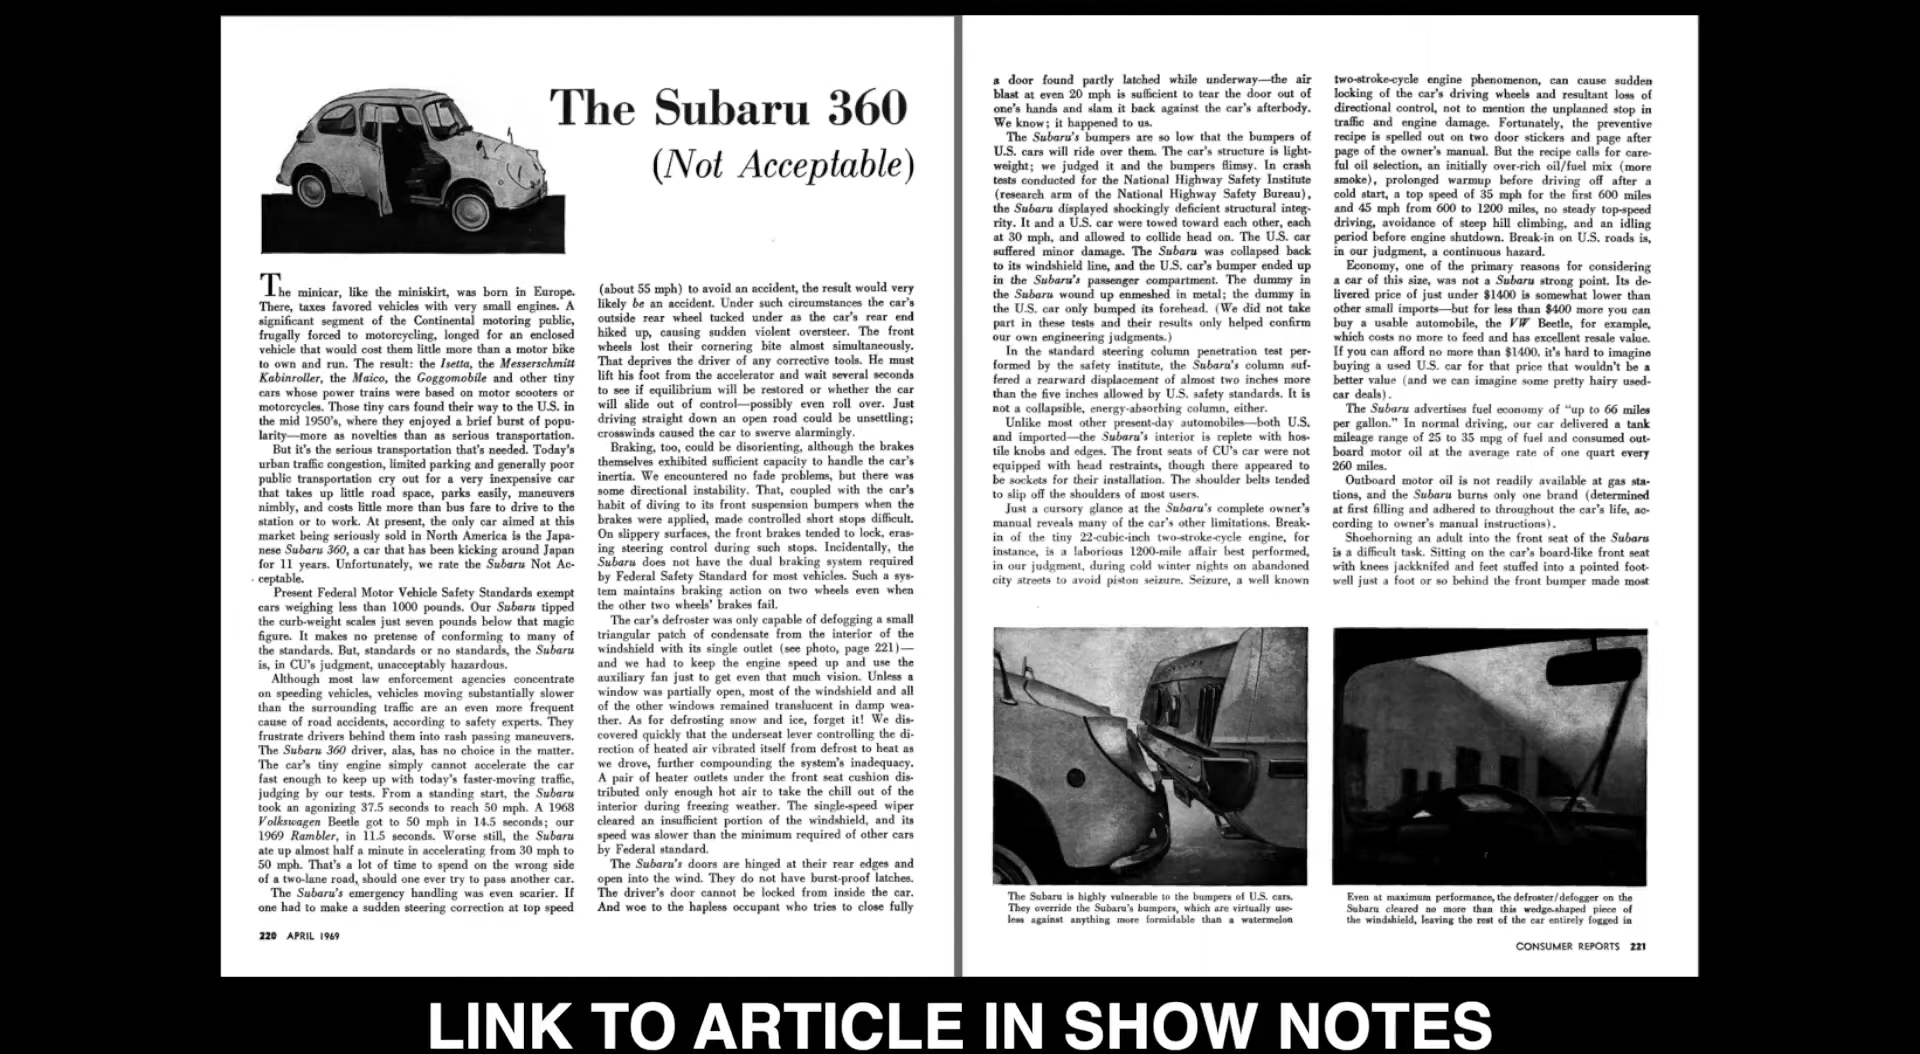 The Subaru 360
(Not Acceptable)
The minicar, like the miniskirt, was born in Europe.
There, taxes favored vehicles with very small engines. A
significant segment of the Continental motoring public,
frugally forced to motorcycling, longed for an enclosed
vehicle that would cost them little more than a motor bike
to own and run. The result: the Isetta, the Messerschmitt
Kabinroller, the Maico, the Goggomobile and other tiny
cars whose power trains were based on motor scooters or
motorcycles. Those tiny cars found their way to the U.S. in
the mid 1950's, where they enjoyed a brief burst of popu-
larity—more as novelties than as serious transportation.
But it's the serious transportation that's needed. Today's
urban traffic congestion, limited parking and generally poor
public transportation cry out for a very inexpensive car
that takes up little road space, parks easily, maneuvers
nimbly, and costs little more than bus fare to drive to the
station or to work. At present, the only car aimed at this
market being seriously sold in North America is the Japa-
nese Subaru 360, a car that has been kicking around Japan
for 11 years. Unfortunately, we rate the Subaru Not Ac-
ceptable.
Present Federal Motor Vehicle Safety Standards exempt
cars weighing less than 1000 pounds. Our Subaru tipped
the curb-weight scales just seven pounds below that magic
figure. It makes no pretense of conforming to many of
the standards. But, standards or no standards, the Subaru
is, in CU's judgment, unacceptably hazardous.
Although most law enforcement agencies concentrate
on speeding vehicles, vehicles moving substantially slower
than the surrounding traffic are an even more frequent
cause of road accidents, according to safety experts. They
frustrate drivers behind them into rash passing maneuvers.
The Subaru 360 driver, alas, has no choice in the matter.
The car's tiny engine simply cannot accelerate the car
fast enough to keep up with today's faster-moving traffic,
judging by our tests. From a standing start, the Subaru
took an agonizing 37.5 seconds to reach 50 mph. A 1968
Volkswagen Beetle got to 50 mph in 14.5 seconds; our
1969 Rambler, in 11.5 seconds. Worse still, the Subaru
ate up almost half a minute in accelerating from 30 mph to
50 mph. That's a lot of time to spend on the wrong side
of a two-lane road, should one ever try to pass another car.
The Subaru's emergency handling was even scarier. If
one had to make a sudden steering correction at top speed
(about 55 mph) to avoid an accident, the result would very
likely be an accident. Under such circumstances the car's
outside rear wheel tucked under as the car's rear end
hiked up, causing sudden violent oversteer. The front
wheels lost their cornering bite almost simultaneously.
That deprives the driver of any corrective tools. He must
lift his foot from the accelerator and wait several seconds
to see if equilibrium will be restored or whether the car
will slide out of control—possibly even roll over. Just
driving straight down an open road could be unsettling;
crosswinds caused the car to swerve alarmingly.
Braking, too, could be disorienting, although the brakes
themselves exhibited sufficient capacity to handle the car's
inertia. We encountered no fade problems, but there was
some directional instability. That, coupled with the car's
habit of diving to its front suspension bumpers when the
brakes were applied, made controlled short stops difficult.
On slippery surfaces, the front brakes tended to lock, eras-
ing steering control during such stops. Incidentally, the
Subaru does not have the dual braking system required
by Federal Safety Standard for most vehicles. Such a sys-
tem maintains braking action on two wheels even when
the other two wheels' brakes fail.
The car's defroster was only capable of defogging a small
triangular patch of condensate from the interior of the
windshield with its single outlet (see photo, page 221)—
and we had to keep the engine speed up and use the
auxiliary fan just to get even that much vision. Unless a
window was partially open, most of the windshield and all
of the other windows remained translucent in damp wea-
ther. As for defrosting snow and ice, forget it! We dis-
covered quickly that the underseat lever controlling the di-
rection of heated air vibrated itself from defrost to heat as
we drove, further compounding the system's inadequacy.
A pair of heater outlets under the front seat cushion dis-
tributed only enough hot air to take the chill out of the
interior during freezing weather. The single-speed wiper
cleared an insufficient portion of the windshield, and its
speed was slower than the minimum required of other cars
by Federal standard.
The Subaru's doors are hinged at their rear edges and
open into the wind. They do not have burst-proof latches.
The driver's door cannot be locked from inside the car.
And woe to the hapless occupant who tries to close fully
220 APRIL 1969
a door found partly latched while underway—the air
blast at even 20 mph is sufficient to tear the door out of
one's hands and slam it back against the car's afterbody.
We know; it happened to us.
The Subaru's bumpers are so low that the bumpers of
U.S. cars will ride over them. The car's structure is light-
weight; we judged it and the bumpers flimsy. In crash
tests conducted for the National Highway Safety Institute
(research arm of the National Highway Safety Bureau),
the Subaru displayed shockingly deficient structural integ-
rity. It and a U.S. car were towed toward each other, each
at 30 mph, and allowed to collide head on. The U.S. car
suffered minor damage. The Subaru was collapsed back
to its windshield line, and the U.S. car's bumper ended up
in the Subaru's passenger compartment. The dummy in
the Subaru wound up enmeshed in metal; the dummy in
the U.S. car only bumped its forehead. (We did not take
part in these tests and their results only helped confirm
our own engineering judgments.)
In the standard steering column penetration test per-
formed by the safety institute, the Subaru's column suf-
fered a rearward displacement of almost two inches more
than the five inches allowed by U.S. safety standards. It is
not a collapsible, energy-absorbing column, either.
Unlike most other present-day automobiles—both U.S.
and imported—the Subaru's interior is replete with hos-
tile knobs and edges. The front seats of CU's car were not
equipped with head restraints, though there appeared to
be sockets for their installation. The shoulder belts tended
to slip off the shoulders of most users.
Just a cursory glance at the Subaru's complete owner's
manual reveals many of the car's other limitations. Break-
in of the tiny 22-cubic-inch two-stroke-cycle engine, for
instance, is a laborious 1200-mile affair best performed,
in our judgment, during cold winter nights on abandoned
city streets to avoid piston seizure. Seizure, a well known
two-stroke-cycle engine phenomenon, can cause sudden
locking of the car's driving wheels and resultant loss of
directional control, not to mention the unplanned stop in
traffic and engine damage. Fortunately, the preventive
recipe is spelled out on two door stickers and page after
page of the owner's manual. But the recipe calls for care-
ful oil selection, an initially over-rich oil/fuel mix (more
smoke), prolonged warmup before driving off after a
cold start, a top speed of 35 mph for the first 600 miles
and 45 mph from 600 to 1200 miles, no steady top-speed
driving, avoidance of steep hill climbing, and an idling
period before engine shutdown. Break-in on U.S. roads is,
in our judgment, a continuous hazard.
Economy, one of the primary reasons for considering
a car of this size, was not a Subaru strong point. Its de-
livered price of just under $1400 is somewhat lower than
other small imports—but for less than $400 more you can
buy a usable automobile, the VW Beetle, for example,
which costs no more to feed and has excellent resale value.
If you can afford no more than $1400, it's hard to imagine
buying a used U.S. car for that price that wouldn't be a
better value (and we can imagine some pretty hairy used-
car deals).
The Subaru advertises fuel economy of "up to 66 miles
per gallon." In normal driving, our car delivered a tank
mileage range of 25 to 35 mpg of fuel and consumed out-
board motor oil at the average rate of one quart every
260 miles.
Outboard motor oil is not readily available at gas sta-
tions, and the Subaru burns only one brand (determined
at first filling and adhered to throughout the car's life, ac-
cording to owner's manual instructions).
Shoehorning an adult into the front seat of the Subaru
is a difficult task. Sitting on the car's board-like front seat
with knees jackknifed and feet stuffed into a pointed foot-
well just a foot or so behind the front bumper made most
The Subaru is highly vulnerable to the bumpers of U.S. cars.
They override the Subaru's bumpers, which are virtually use-
less against anything more formidable than a watermelon
Even at maximum performance, the defroster/defogger on the
Subaru cleared no more than this wedge-shaped piece of
the windshield, leaving the rest of the car entirely fogged in
CONSUMER REPORTS 221
LINK TO ARTICLE IN SHOW NOTES